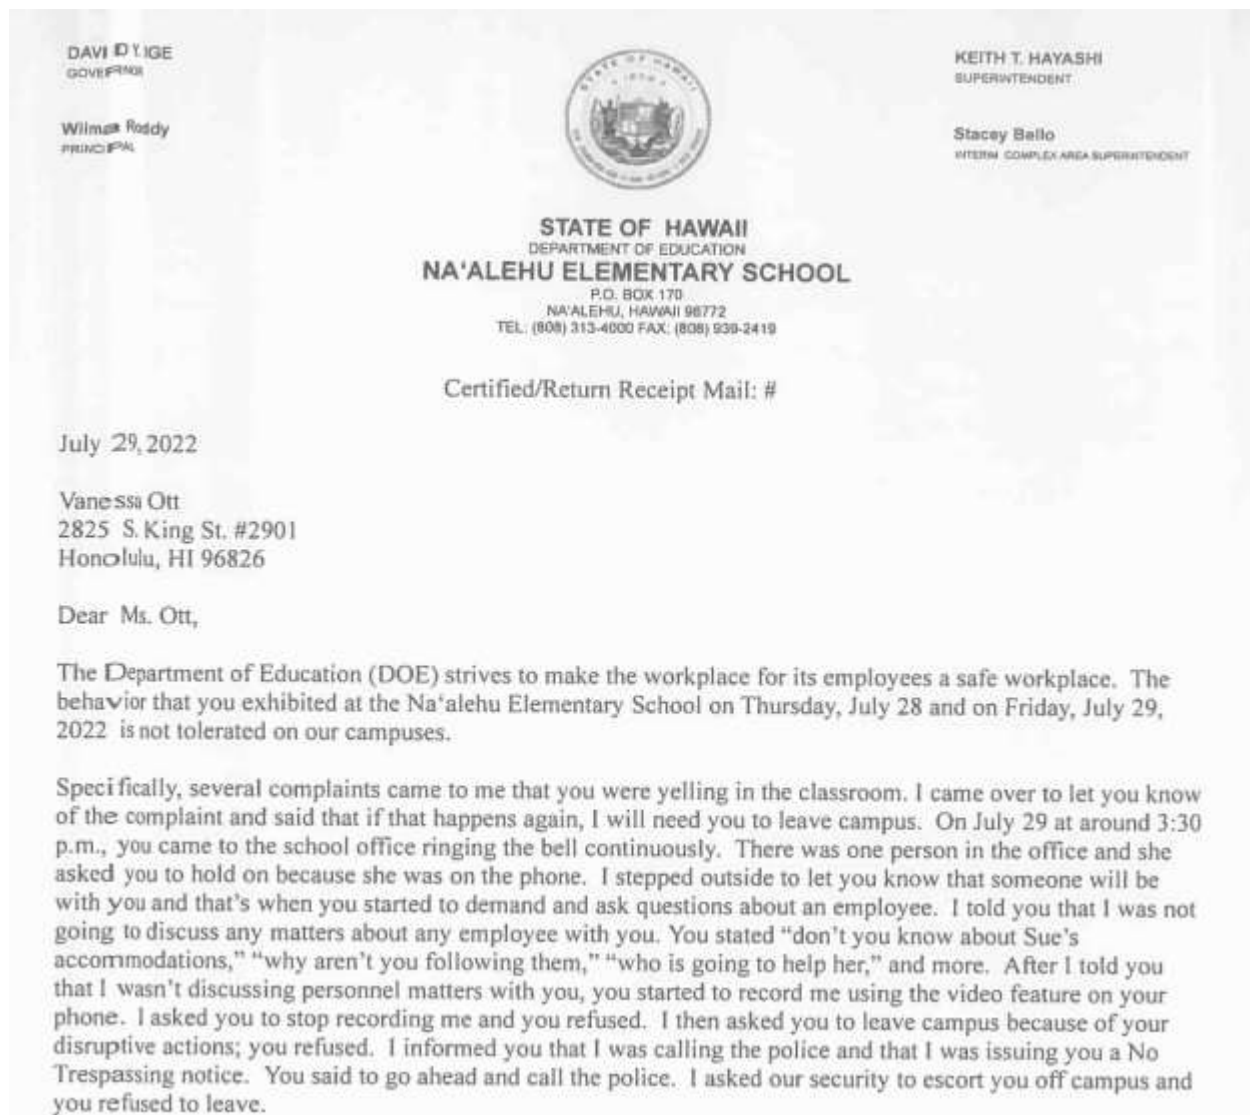 DAVID Y. IGE
GOVERNOR
Wilma Roddy
PRINCIPAL
STATE OF HAWAII
1959
KEITH T. HAYASHI
SUPERINTENDENT
Stacey Bello
INTERIM COMPLEX AREA SUPERINTENDENT
STATE OF HAWAII
DEPARTMENT OF EDUCATION
NA‘ALEHU ELEMENTARY SCHOOL
P.O. BOX 170
NA‘ALEHU, HAWAII 96772
TEL: (808) 313-4000 FAX: (808) 939-2419
Certified/Return Receipt Mail: #
July 29, 2022
Vanessa Ott
2825 S. King St. #2901
Honolulu, HI 96826
Dear Ms. Ott,
The Department of Education (DOE) strives to make the workplace for its employees a safe workplace. The
behavior that you exhibited at the Na‘alehu Elementary School on Thursday, July 28 and on Friday, July 29,
2022 is not tolerated on our campuses.
Specifically, several complaints came to me that you were yelling in the classroom. I came over to let you know
of the complaint and said that if that happens again, I will need you to leave campus. On July 29 at around 3:30
p.m., you came to the school office ringing the bell continuously. There was one person in the office and she
asked you to hold on because she was on the phone. I stepped outside to let you know that someone will be
with you and that’s when you started to demand and ask questions about an employee. I told you that I was not
going to discuss any matters about any employee with you. You stated “don’t you know about Sue’s
accommodations,” “why aren’t you following them,” “who is going to help her,” and more. After I told you
that I wasn’t discussing personnel matters with you, you started to record me using the video feature on your
phone. I asked you to stop recording me and you refused. I then asked you to leave campus because of your
disruptive actions; you refused. I informed you that I was calling the police and that I was issuing you a No
Trespassing notice. You said to go ahead and call the police. I asked our security to escort you off campus and
you refused to leave.